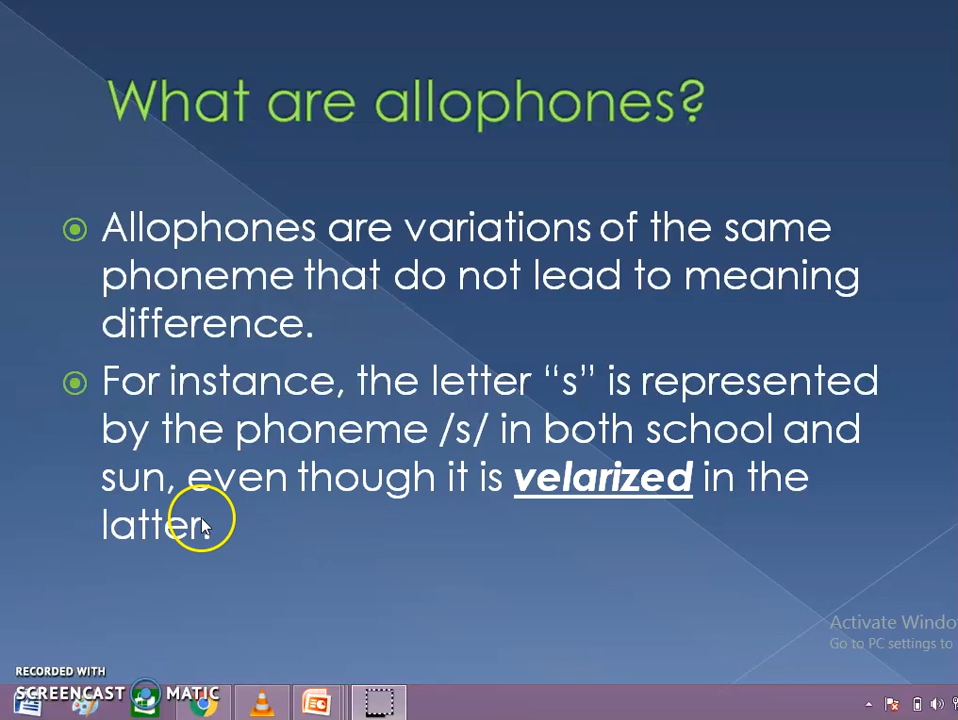 What are allophones?
Allophones are variations of the same
phoneme that do not lead to meaning
difference.
For instance, the letter “s” is represented
by the phoneme /s/ in both school and
sun, even though it is velarized in the
latter.
Activate Windo
Go to PC settings to
RECORDED WITH
SCREENCAST MATIC